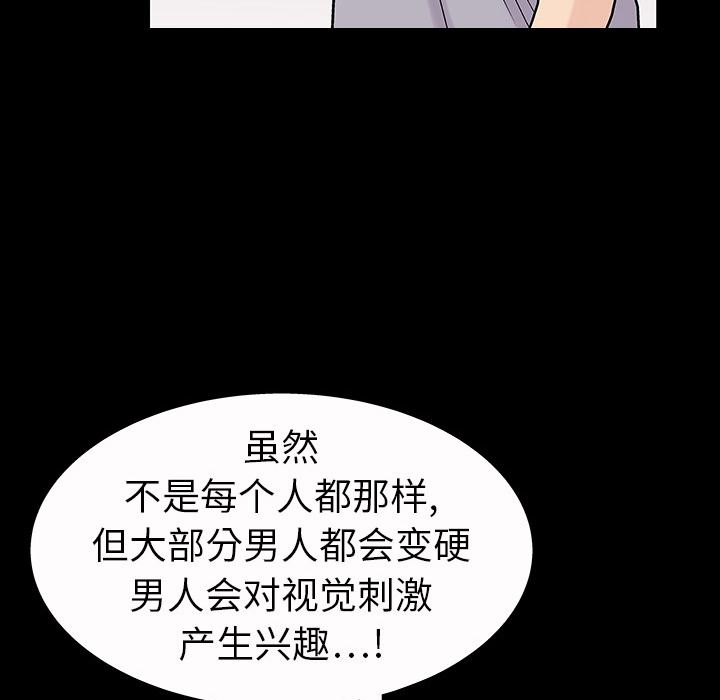 虽然
不是每个人都那样,
但大部分男人都会变硬
男人会对视觉刺激
产生兴趣...!